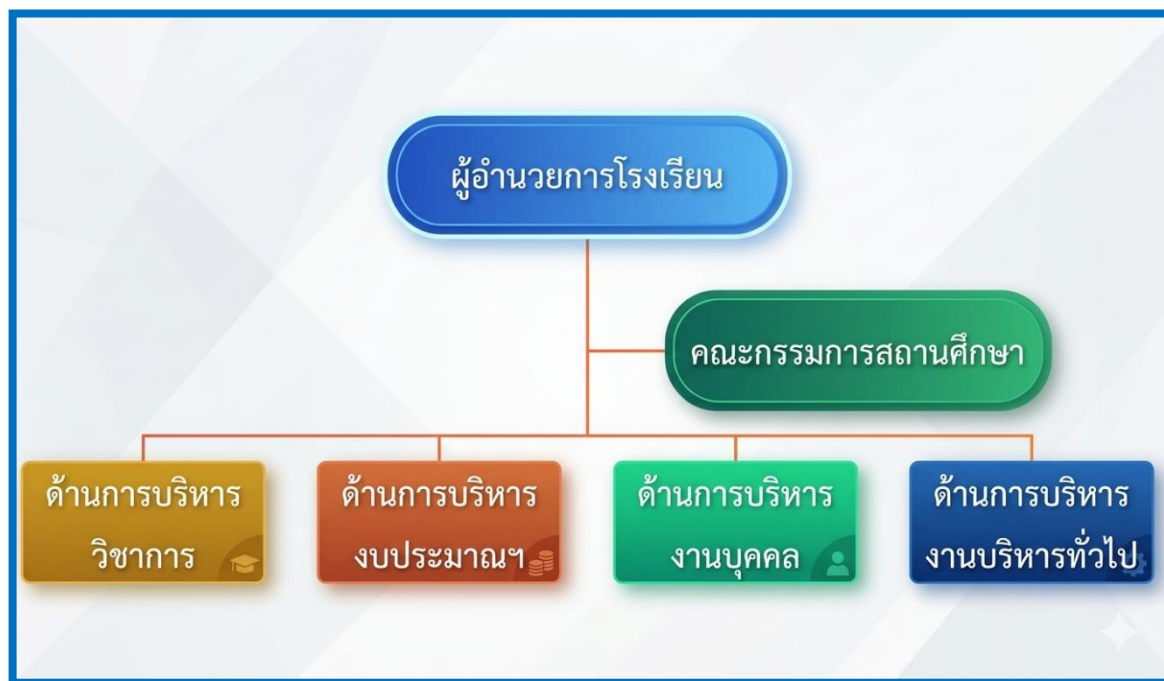 ผู้อำนวยการโรงเรียน
คณะกรรมการสถานศึกษา
ด้านการบริหาร
วิชาการ
ด้านการบริหาร
งบประมาณฯ
ด้านการบริหาร
งานบุคคล
ด้านการบริหาร
งานบริหารทั่วไป